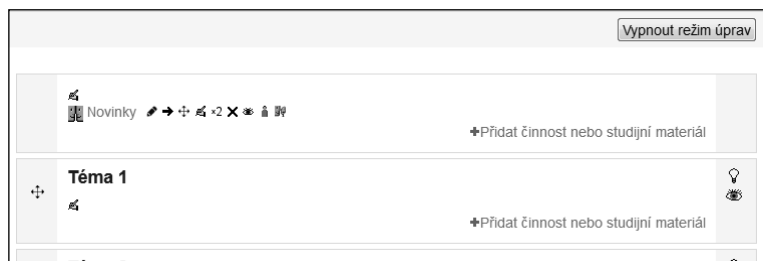 Vypnout režim úprav
Novinky ×2
+Přidat činnost nebo studijní materiál
Téma 1
+Přidat činnost nebo studijní materiál